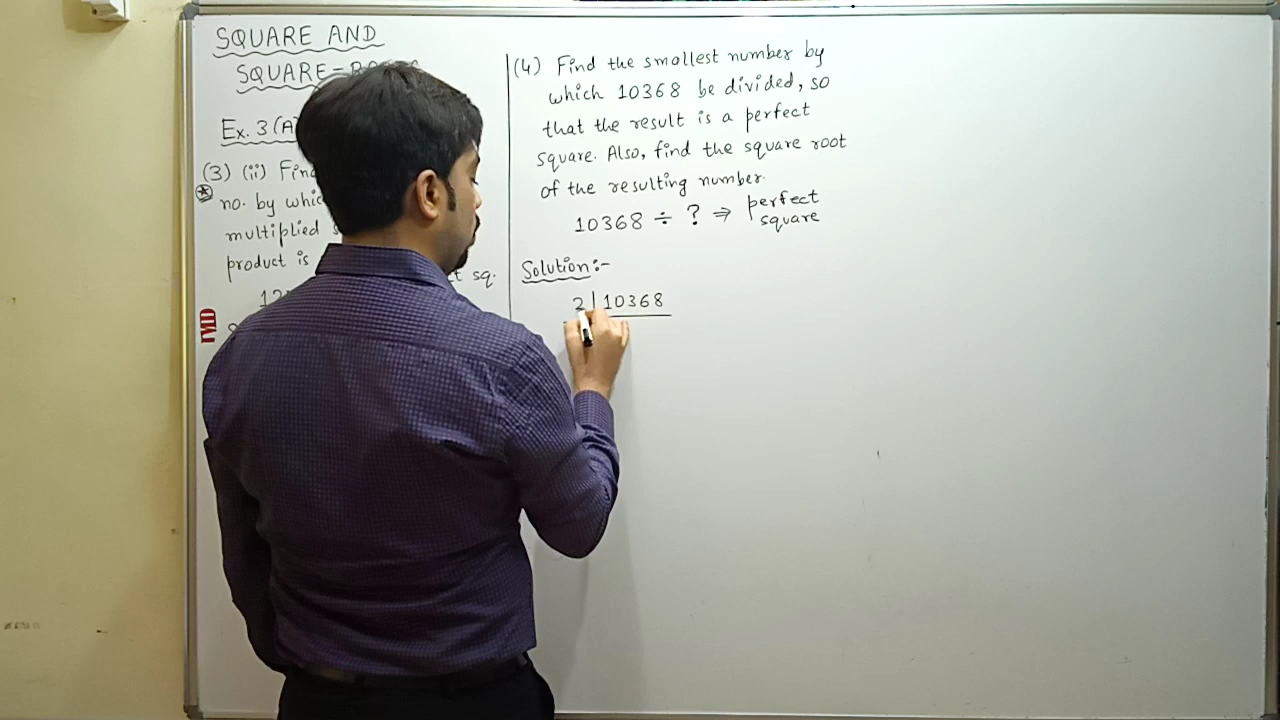 SQUARE AND
SQUARE-
Ex. 3(A
(3) (ii) Find
no. by which
multiplied
product is sq.
(4) Find the smallest number by
which 10368 be divided, so
that the result is a perfect
square. Also, find the square root
of the resulting number.
10368 ÷ ? ⇒ perfect
square
Solution:-
2 | 10368